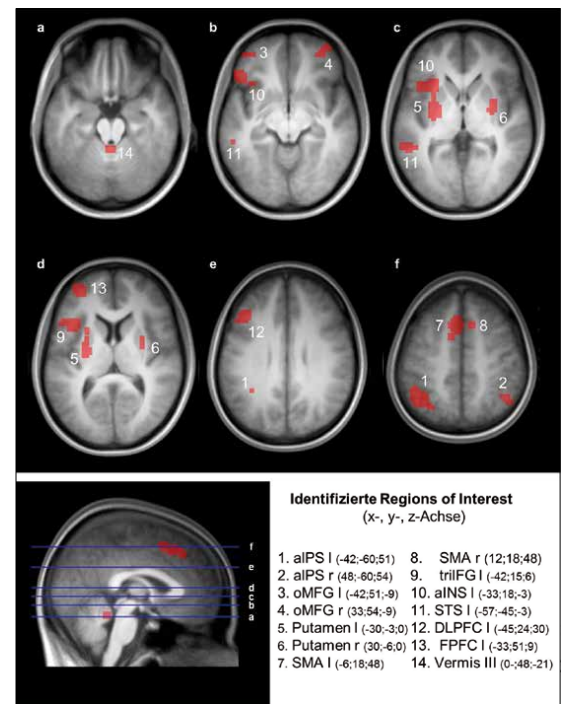 a
b
c
3
4
10
11
14
10
5
6
11
d
e
f
13
9
5
6
12
1
7
8
1
2
f
e
d
c
b
a
Identifizierte Regions of Interest
(x-, y-, z-Achse)
1. aIPS l (-42;-60;51) 8. SMA r (12;18;48)
2. aIPS r (48;-60;54) 9. triIFG l (-42;15;6)
3. oMFG l (-42;51;-9) 10. aINS l (-33;18;-3)
4. oMFG r (33;54;-9) 11. STS l (-57;-45;-3)
5. Putamen l (-30;-3;0) 12. DLPFC l (-45;24;30)
6. Putamen r (30;-6;0) 13. FPFC l (-33;51;9)
7. SMA l (-6;18;48) 14. Vermis III (0-;48;-21)